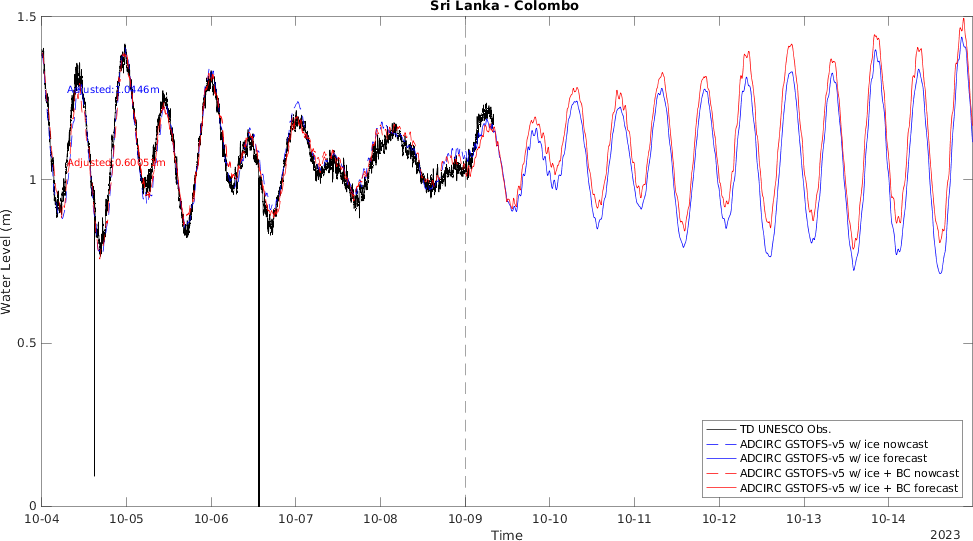 Sri Lanka - Colombo
1.5
1
0.5
0
Water Level (m)
Adjusted:1.0446m
TD UNESCO Obs.
ADCIRC GSTOFS-v5 w/ ice nowcast
ADCIRC GSTOFS-v5 w/ ice forecast
ADCIRC GSTOFS-v5 w/ ice + BC nowcast
ADCIRC GSTOFS-v5 w/ ice + BC forecast
10-04 10-05 10-06 10-07 10-08 10-09 10-10 10-11 10-12 10-13 10-14
Time
2023